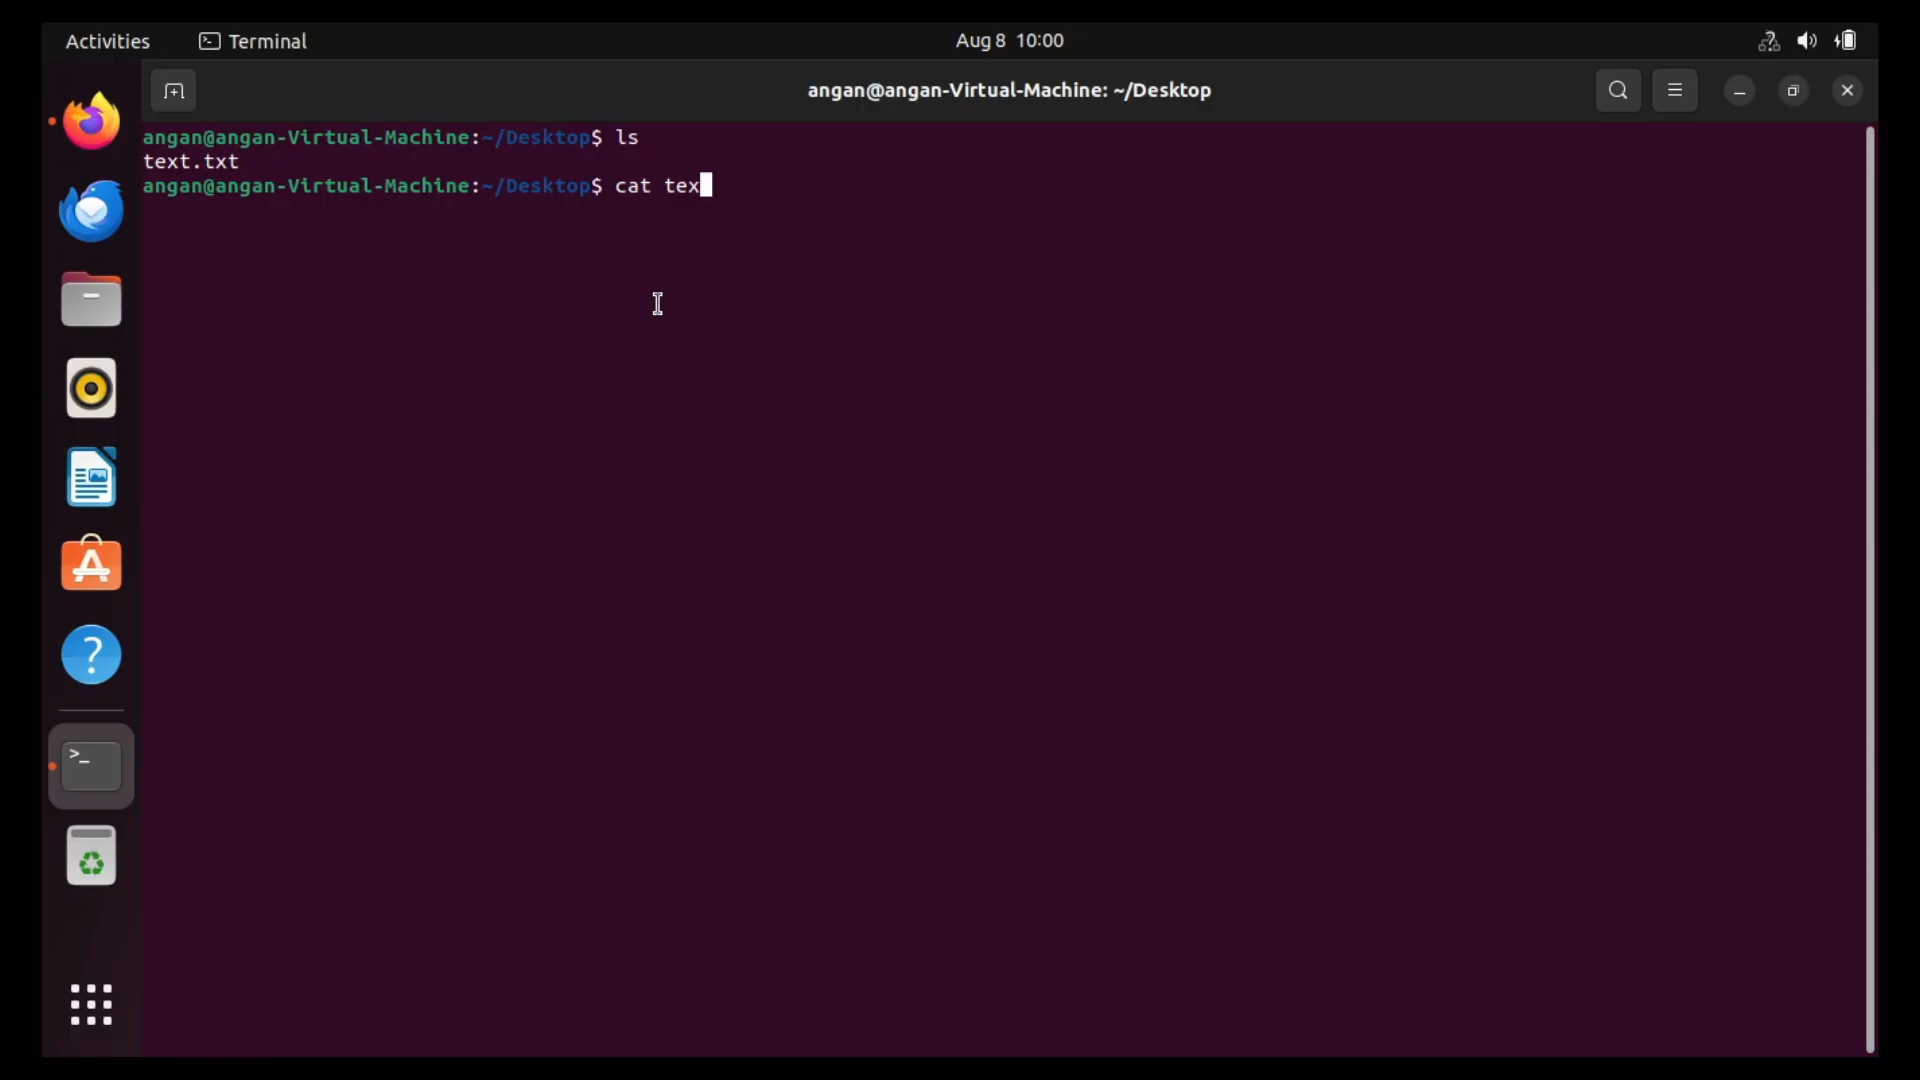 Activities Terminal Aug 8 10:00
angan@angan-Virtual-Machine: ~/Desktop
angan@angan-Virtual-Machine:~/Desktop$ ls
text.txt
angan@angan-Virtual-Machine:~/Desktop$ cat tex